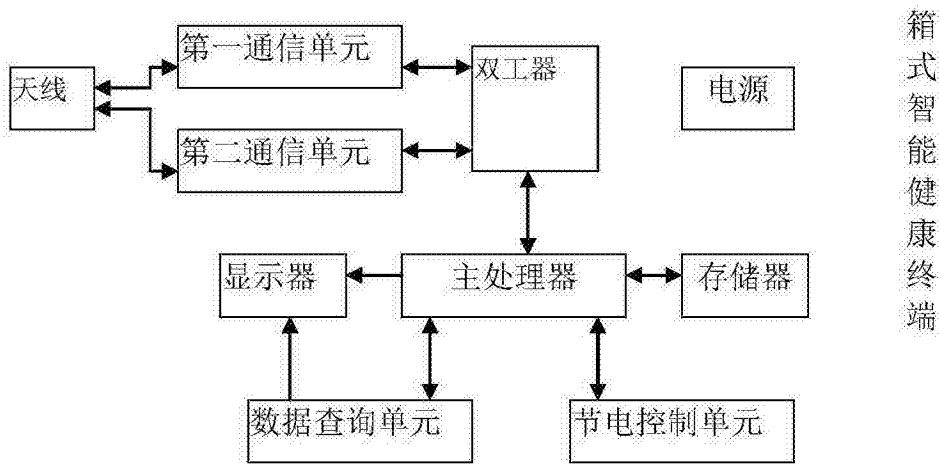 第一通信单元
天线
双工器
电源
第二通信单元
显示器
主处理器
存储器
数据查询单元
节电控制单元
箱式智能健康终端